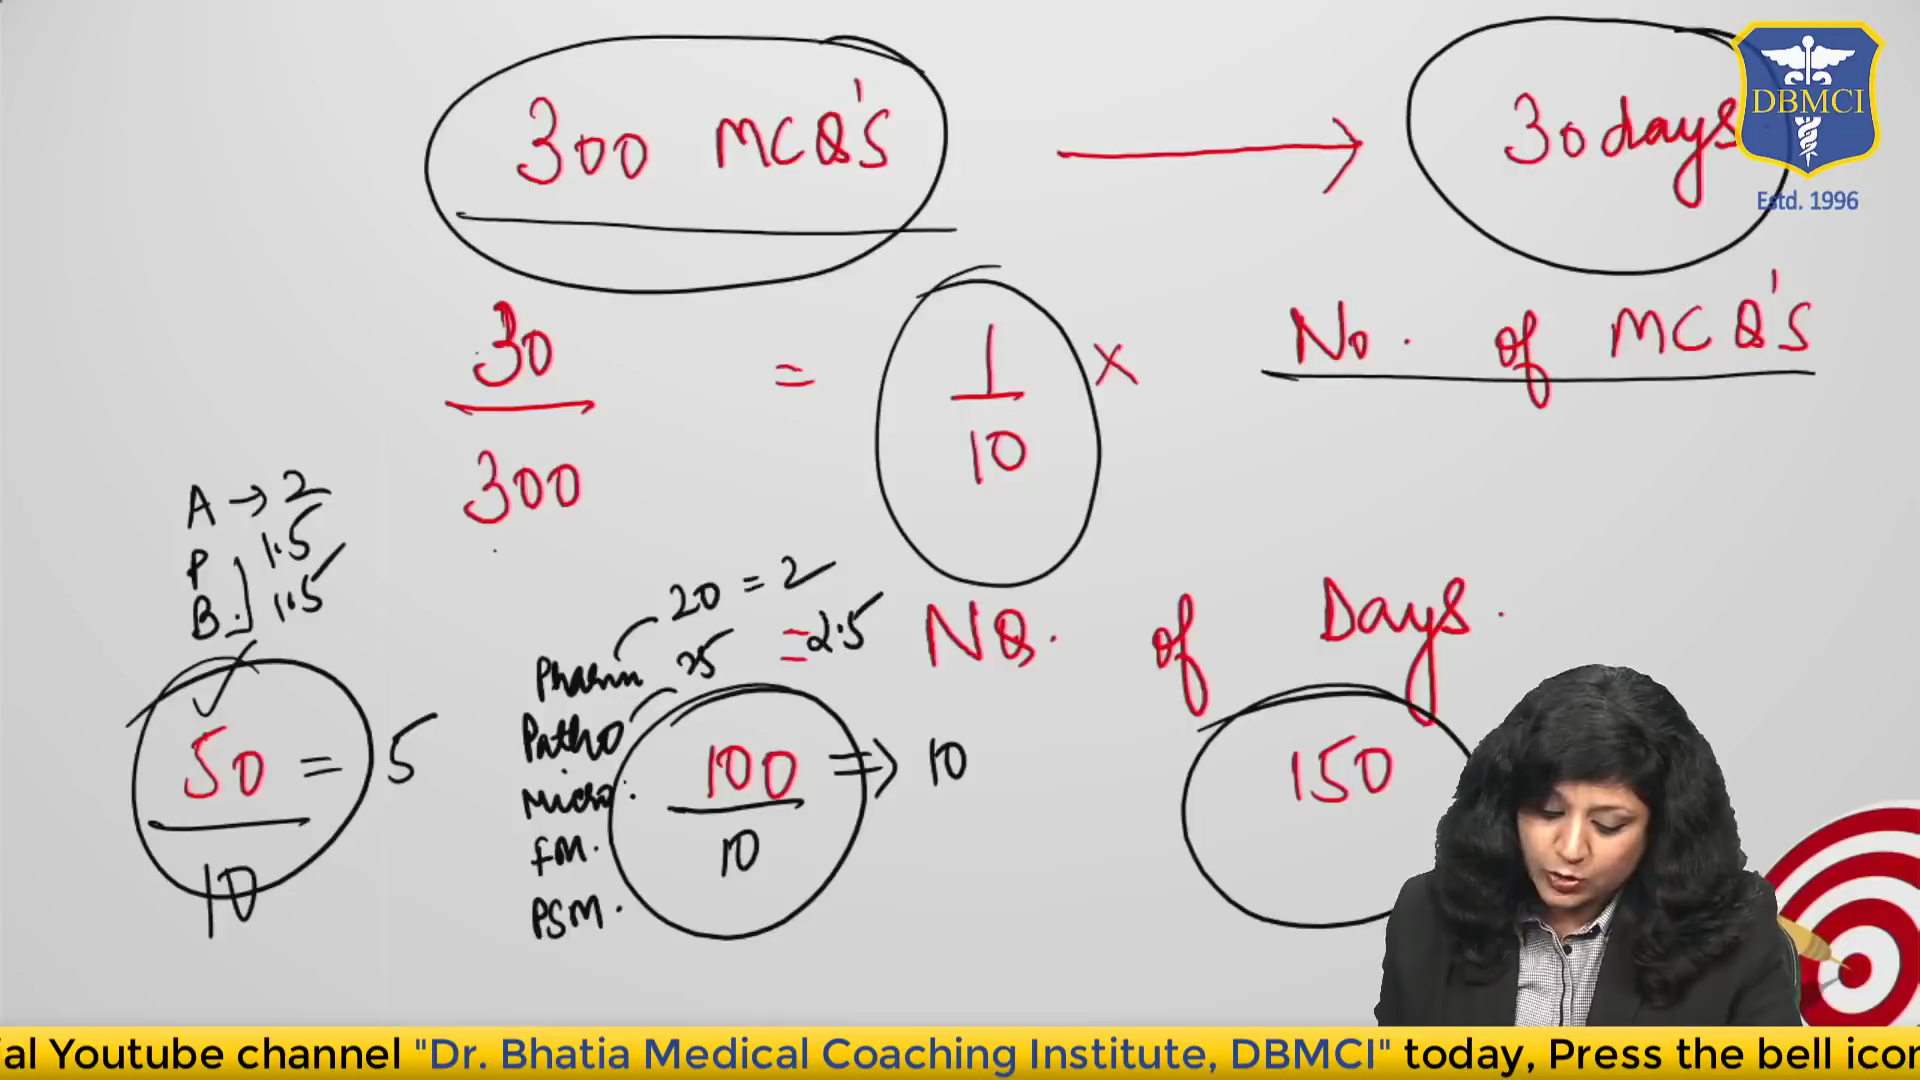 300 MCQ'S → 30 days
DBMCI
Estd. 1996
30/300 = 1/10 × No. of MCQ'S
A → 2
P 1.5
B. 1.5
NO. of Days.
Pharm 20 = 2
Patho 25 = 2.5
Micro.
FM.
PSM.
50/10 = 5
100/10 ⇒ 10
150
ial Youtube channel "Dr. Bhatia Medical Coaching Institute, DBMCI" today, Press the bell icon